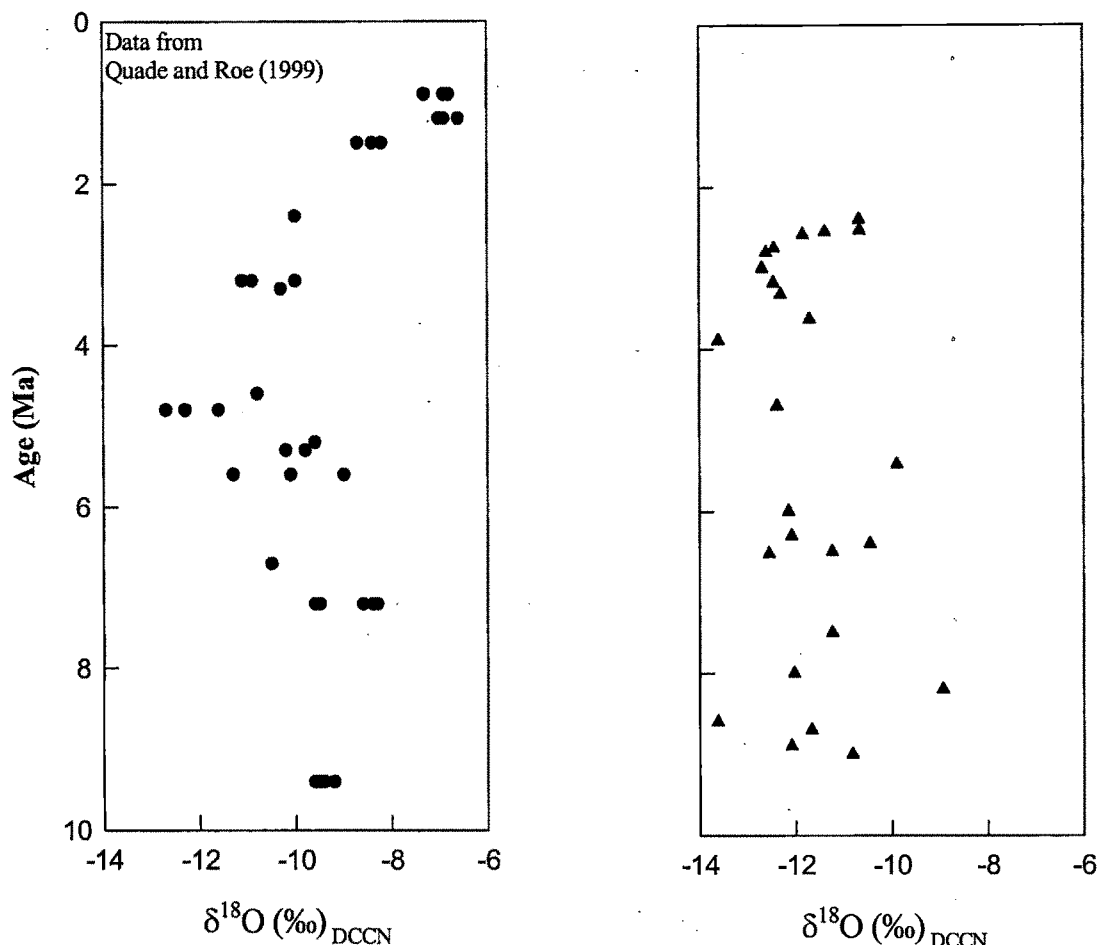 0
Data from
Quade and Roe (1999)
2
4
Age (Ma)
6
8
10
-14 -12 -10 -8 -6
δ¹⁸O (‰) DCCN
-14 -12 -10 -8 -6
δ¹⁸O (‰) DCCN